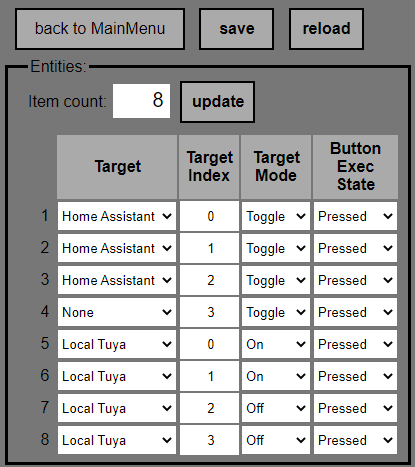 back to MainMenu save reload
Entities:
Item count: 8 update
Target Target Index Target Mode Button Exec State
1 Home Assistant 0 Toggle Pressed
2 Home Assistant 1 Toggle Pressed
3 Home Assistant 2 Toggle Pressed
4 None 3 Toggle Pressed
5 Local Tuya 0 On Pressed
6 Local Tuya 1 On Pressed
7 Local Tuya 2 Off Pressed
8 Local Tuya 3 Off Pressed